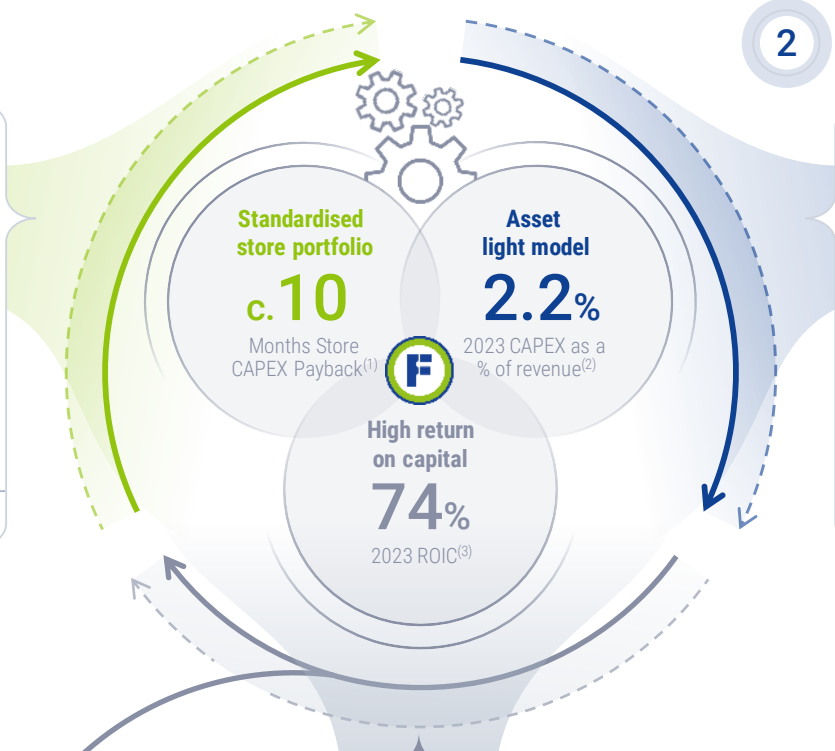 2
Standardised
store portfolio
c.10
Months Store
CAPEX Payback(1)
Asset
light model
2.2%
2023 CAPEX as a
% of revenue(2)
F
High return
on capital
74%
2023 ROIC(3)